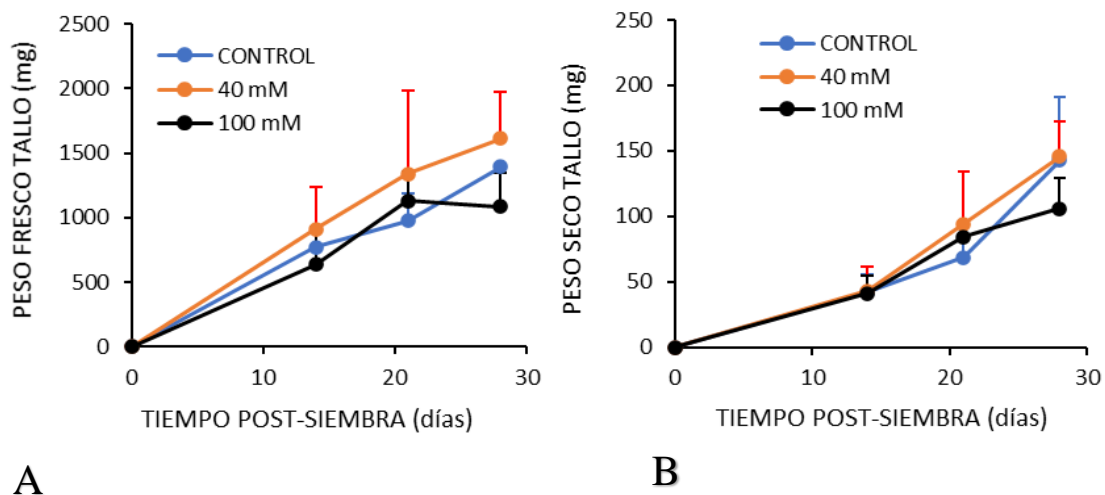 PESO FRESCO TALLO (mg)
2500
2000
1500
1000
500
0
CONTROL
40 mM
100 mM
0
10
20
30
TIEMPO POST-SIEMBRA (días)
A
PESO SECO TALLO (mg)
250
200
150
100
50
0
CONTROL
40 mM
100 mM
0
10
20
30
TIEMPO POST-SIEMBRA (días)
B